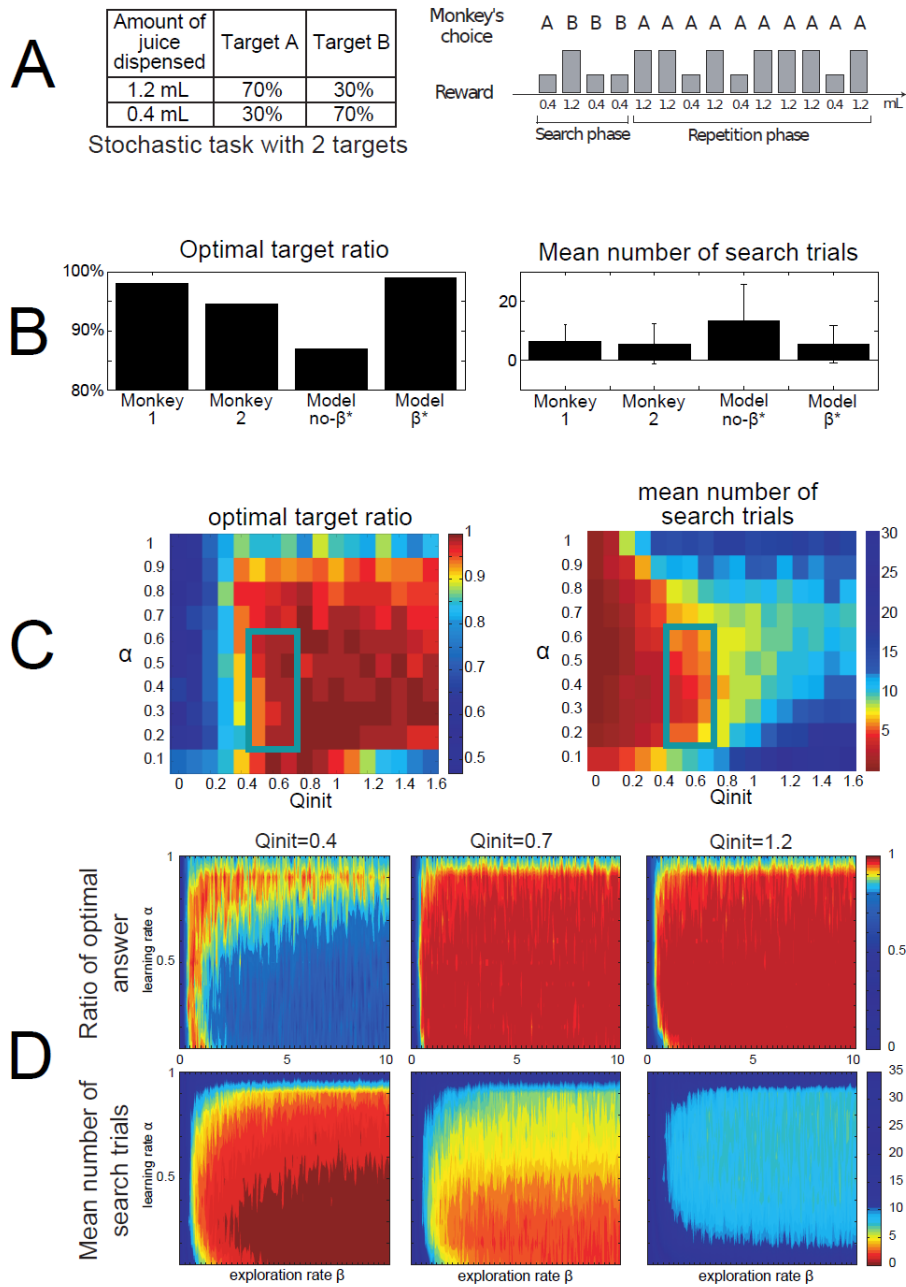 A
Amount of juice dispensed Target A Target B
1.2 mL 70% 30%
0.4 mL 30% 70%
Stochastic task with 2 targets
Monkey's choice A B B B A A A A A A A A A A
Reward
0.4 1.2 0.4 0.4 1.2 1.2 0.4 1.2 0.4 1.2 1.2 1.2 0.4 1.2 mL
Search phase Repetition phase
B
Optimal target ratio
100%
90%
80%
Monkey 1 Monkey 2 Model no-β* Model β*
Mean number of search trials
20
0
Monkey 1 Monkey 2 Model no-β* Model β*
C
optimal target ratio
α
1
0.9
0.8
0.7
0.6
0.5
0.4
0.3
0.2
0.1
0 0.2 0.4 0.6 0.8 1 1.2 1.4 1.6
Qinit
1
0.9
0.8
0.7
0.6
0.5
mean number of
search trials
α
1
0.9
0.8
0.7
0.6
0.5
0.4
0.3
0.2
0.1
0 0.2 0.4 0.6 0.8 1 1.2 1.4 1.6
Qinit
30
25
20
15
10
5
D
Qinit=0.4 Qinit=0.7 Qinit=1.2
Ratio of optimal
answer
learning rate α
1
0.5
0 5 10
0 5 10
0 5 10
1
0.9
0.8
0.7
0.6
0
Mean number of
search trials
learning rate α
1
0.5
exploration rate β exploration rate β exploration rate β
35
30
25
20
15
10
5
0